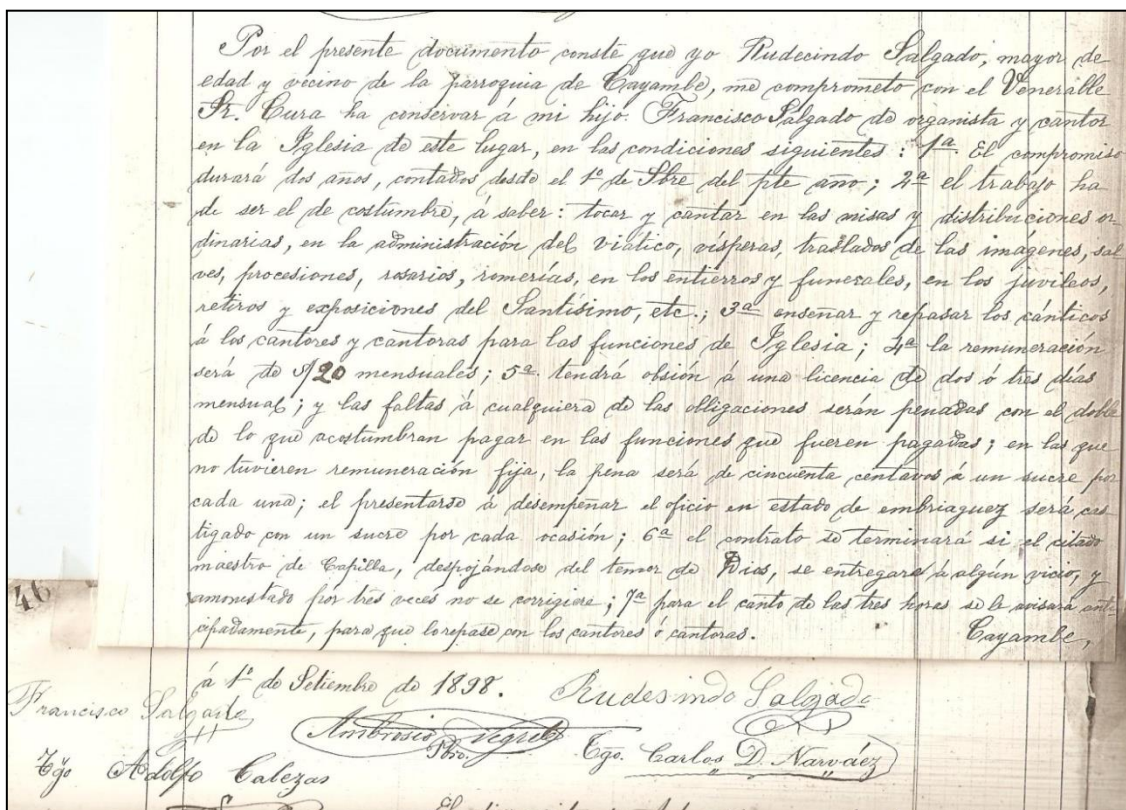 Por el presente documento conste que yo Rudecindo Salgado, mayor de
edad y vecino de la parroquia de Cayambe, me comprometo con el Venerable
Sr. Cura ha conservar á mi hijo Francisco Salgado de organista y cantor
en la Iglesia de este lugar, en las condiciones siguientes: 1ª El compromiso
durará dos años, contados desde el 1º de Sbre del pte año; 2ª el trabajo ha
de ser el de costumbre, á saber: tocar y cantar en las misas y distribuciones or
dinarias, en la administración del viático, vísperas, traslados de las imágenes, sal
ves, procesiones, rosarios, romerías, en los entierros y funerales, en los juvileos,
retiros y exposiciones del Santísimo, etc.; 3ª enseñar y repasar los cánticos
á los cantores y cantoras para las funciones de Iglesia; 4ª la remuneración
será de S/20 mensuales; 5ª tendrá obsión á una licencia de dos ó tres días
mensual; y las faltas á cualquiera de las obligaciones serán penadas con el doble
de lo que acostumbran pagar en las funciones que fueren pagadas; en las que
no tuvieren remuneración fija, la pena será de cincuenta centavos á un sucre por
cada una; el presentarse á desempeñar el oficio en estado de embriaguez será cas
tigado con un sucre por cada ocasión; 6ª el contrato se terminará si el citado
maestro de Capilla, despojándose del temor de Dios, se entregare á algún vicio, y
amonestado por tres veces no se corrigiere; 7ª para el canto de las tres horas se le avisará anti
cipadamente, para que lo repase con los cantores ó cantoras. Cayambe,
46
á 1º de Setiembre de 1898. Rudesindo Salgado
Francisco Salgado
Ambrosio
Pbro. Tgo. Carlos D. Narváez
Tgo Adolfo Calezas